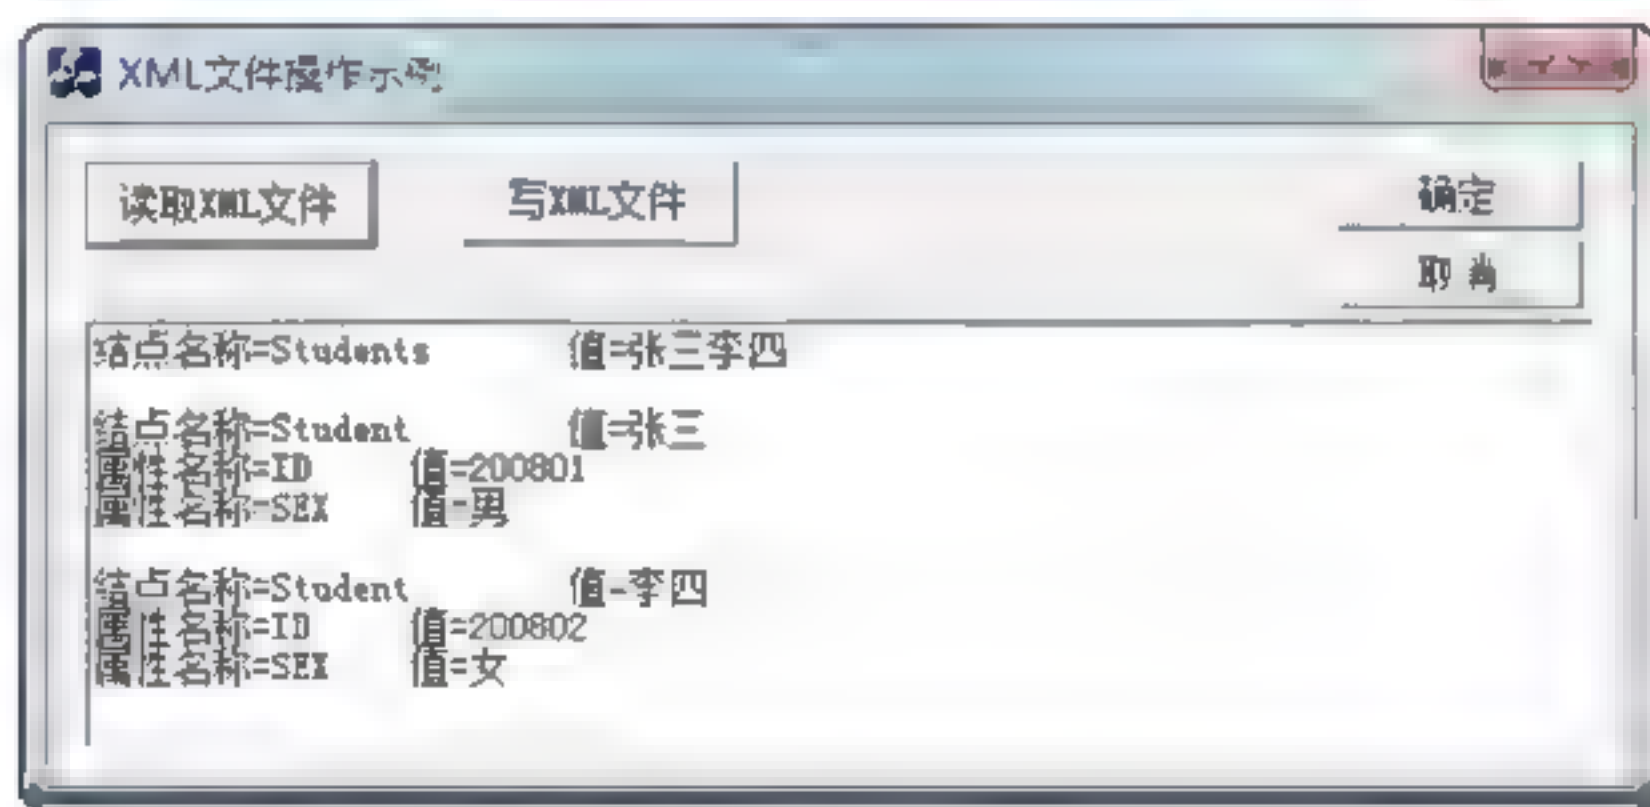 XML文件操作示例
读取XML文件 写XML文件 确定
取消
结点名称=Students 值=张三李四
结点名称=Student 值=张三
属性名称=ID 值=200801
属性名称=SEX 值=男
结点名称=Student 值=李四
属性名称=ID 值=200802
属性名称=SEX 值=女